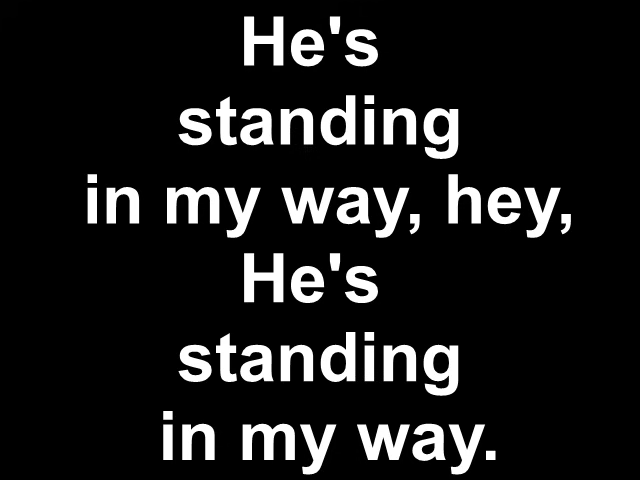 He's
standing
in my way, hey,
He's
standing
in my way.